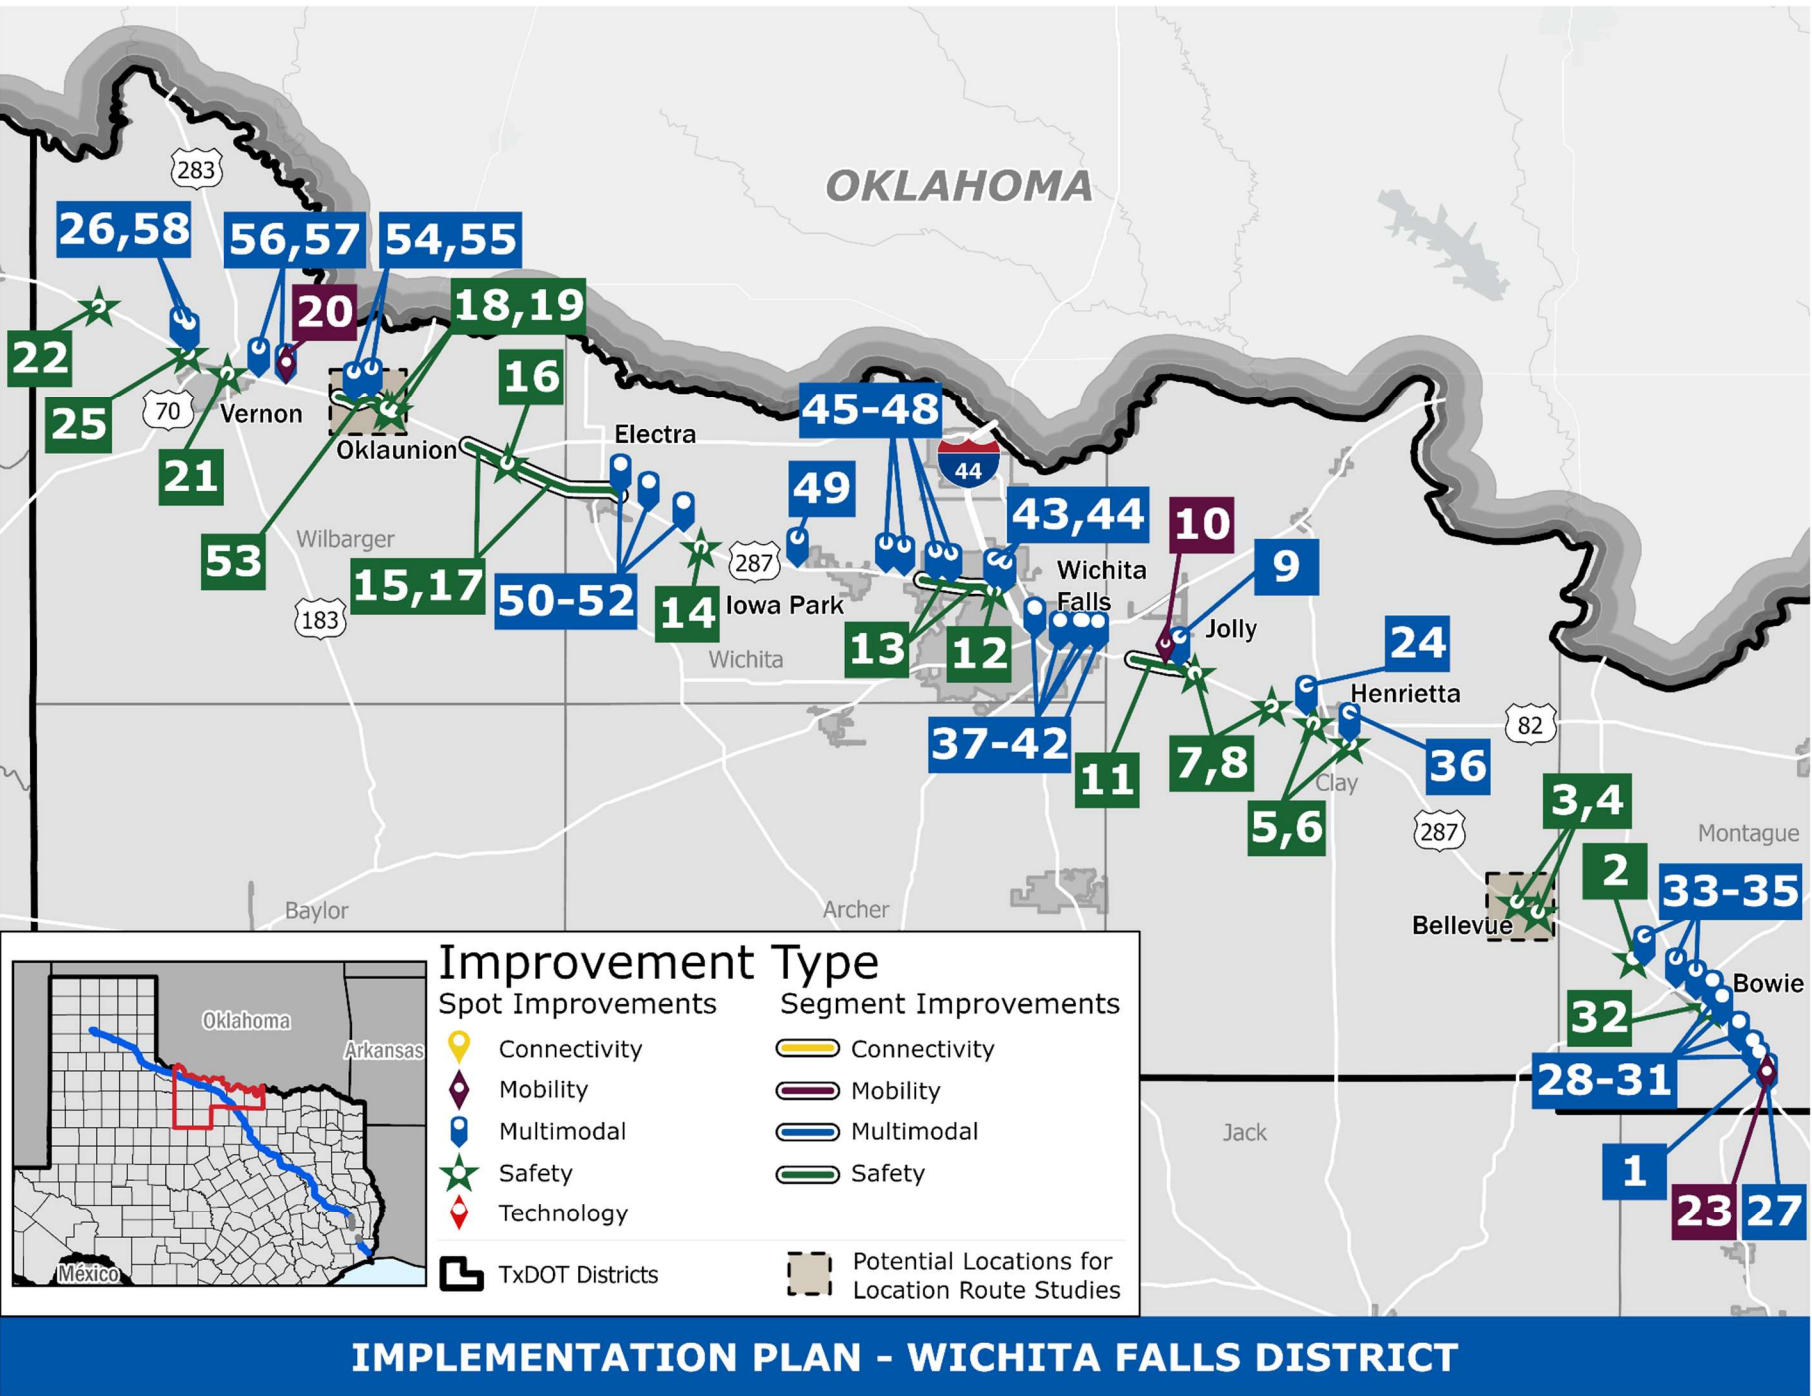 OKLAHOMA
283
26,58
56,57
54,55
20
18,19
22
16
25
70
Vernon
Oklaunion
45-48
Electra
44
21
49
43,44
10
53
Wilbarger
15,17
50-52
287
9
Wichita
Falls
14
Iowa Park
183
13
12
Jolly
24
Wichita
Henrietta
37-42
11
7,8
36
82
Clay
5,6
3,4
287
Montague
2
33-35
Baylor
Archer
Bellevue
Bowie
32
28-31
Jack
1
23
27
Improvement Type
Spot Improvements
Connectivity
Mobility
Multimodal
Safety
Technology
Segment Improvements
Connectivity
Mobility
Multimodal
Safety
TxDOT Districts
Potential Locations for
Location Route Studies
Oklahoma
Arkansas
México
IMPLEMENTATION PLAN - WICHITA FALLS DISTRICT